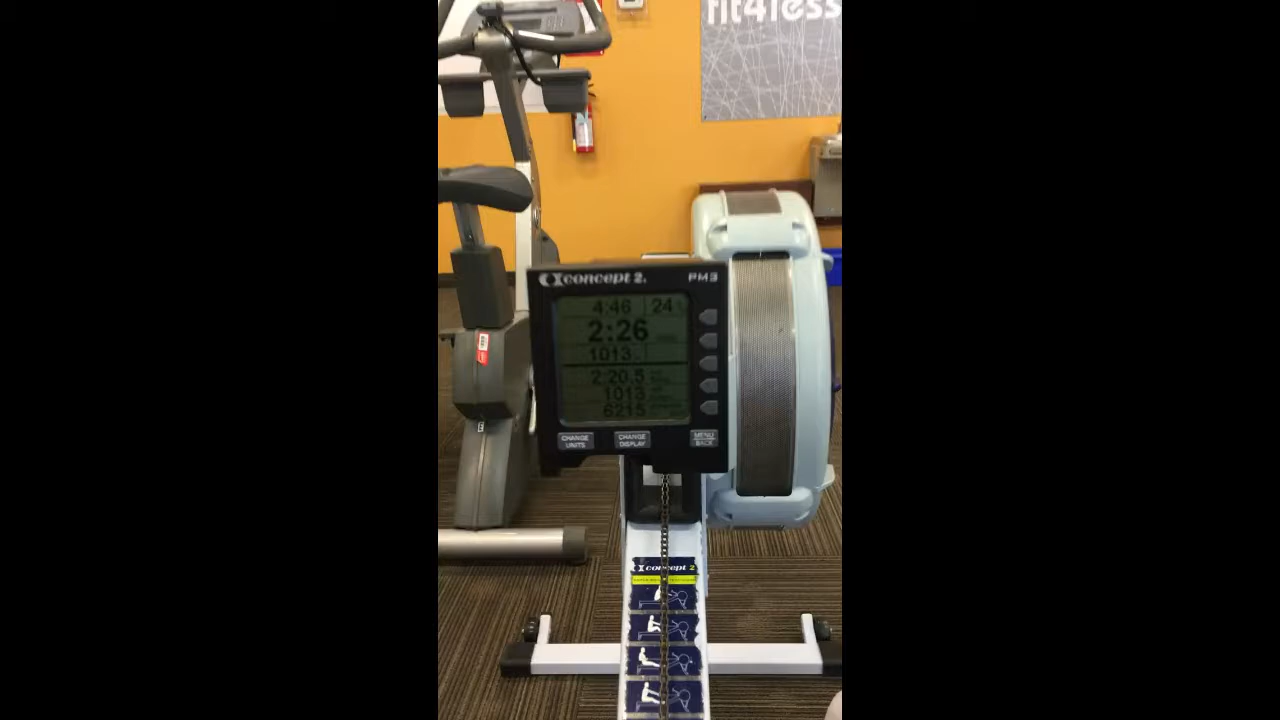 fit4less
concept 2.
PM3
4:46 24
2:26
1013
2:20.5
1013
6215
CHANGE UNITS
CHANGE DISPLAY
MENU BACK
concept 2